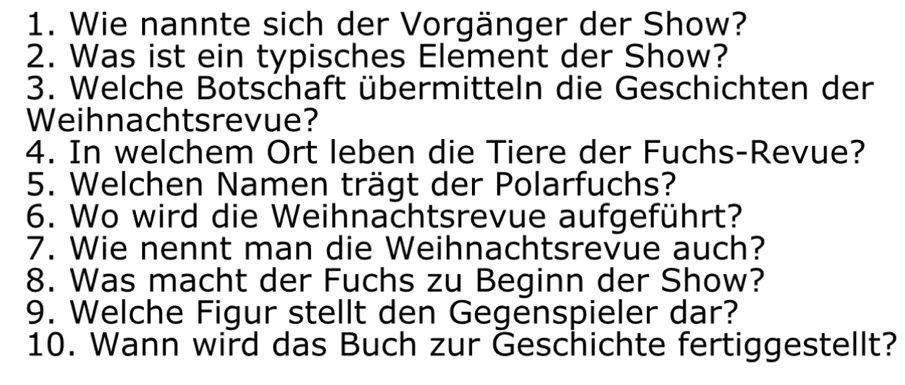 1. Wie nannte sich der Vorgänger der Show?
2. Was ist ein typisches Element der Show?
3. Welche Botschaft übermitteln die Geschichten der
Weihnachtsrevue?
4. In welchem Ort leben die Tiere der Fuchs-Revue?
5. Welchen Namen trägt der Polarfuchs?
6. Wo wird die Weihnachtsrevue aufgeführt?
7. Wie nennt man die Weihnachtsrevue auch?
8. Was macht der Fuchs zu Beginn der Show?
9. Welche Figur stellt den Gegenspieler dar?
10. Wann wird das Buch zur Geschichte fertiggestellt?